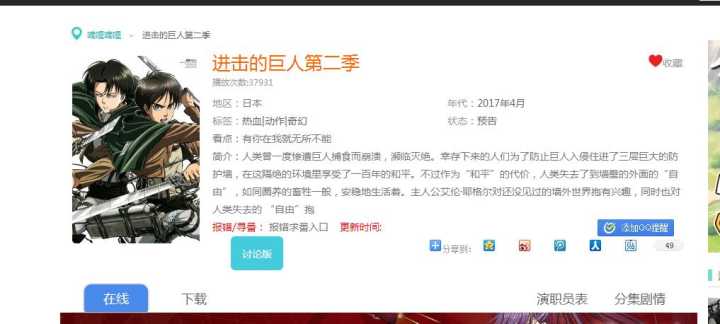 嘀哩嘀哩 - 进击的巨人第二季
进击的巨人第二季
收藏
播放次数:37931
地区：日本 年代：2017年4月
标签：热血|动作|奇幻 状态：预告
看点：有你在我就无所不能
简介：人类曾一度惨遭巨人捕食而崩溃，濒临灭绝。幸存下来的人们为了防止巨人入侵住进了三层巨大的防
护墙，在这隔绝的环境里享受了一百年的和平。不过作为“和平”的代价，人类失去了到墙壁的外面的“自
由”，如同圈养的畜牲一般，安稳地生活着。主人公艾伦·耶格尔对还没见过的墙外世界抱有兴趣，同时也对
人类失去的 “自由”抱
报错/寻番： 报错求番入口 更新时间:
添加QQ提醒
讨论版
分享到: 49
在线 下载 演职员表 分集剧情